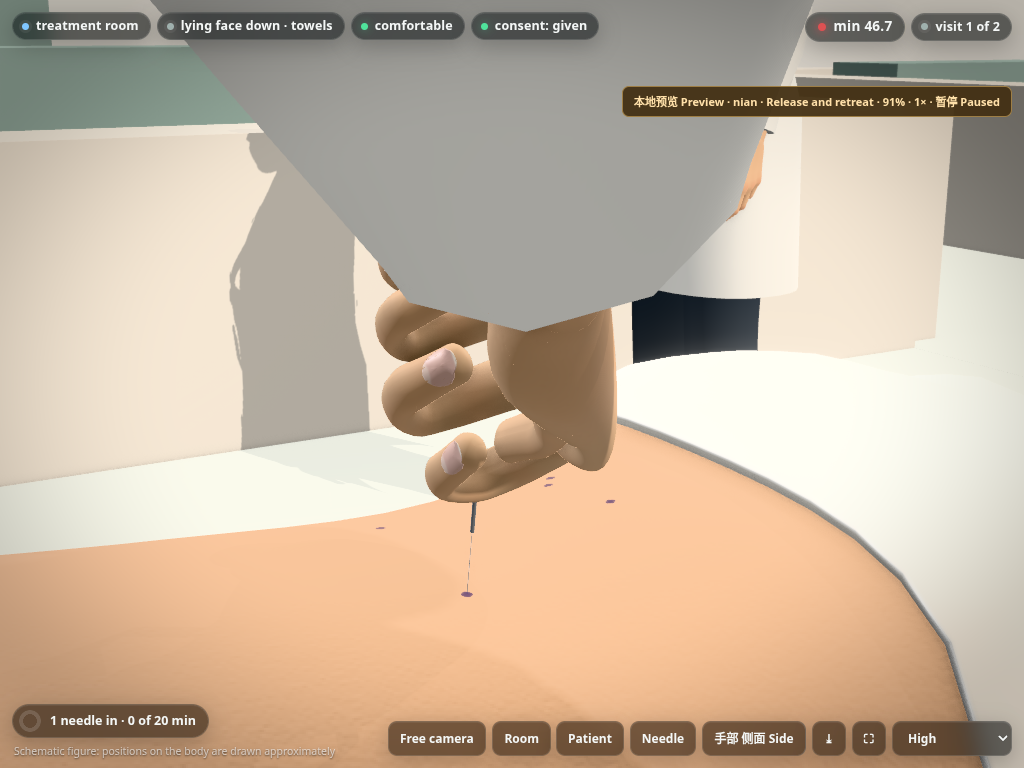 treatment room
lying face down · towels
comfortable
consent: given
min 46.7
visit 1 of 2
本地预览 Preview · nian · Release and retreat · 91% · 1× · 暂停 Paused
1 needle in · 0 of 20 min
Schematic figure: positions on the body are drawn approximately
Free camera
Room
Patient
Needle
手部 侧面 Side
High